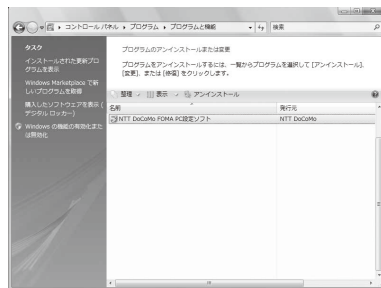 コントロール パネル ▸ プログラム ▸ プログラムと機能
検索
タスク
インストールされた更新プロ
グラムを表示
Windows Marketplace で新
しいプログラムを取得
購入したソフトウェアを表示 (
デジタル ロッカー)
Windows の機能の有効化また
は無効化
プログラムのアンインストールまたは変更
プログラムをアンインストールするには、一覧からプログラムを選択して [アンインストール]、
[変更]、または [修復] をクリックします。
整理 表示 アンインストール
名前 発行元
NTT DoCoMo FOMA PC設定ソフト NTT DoCoMo